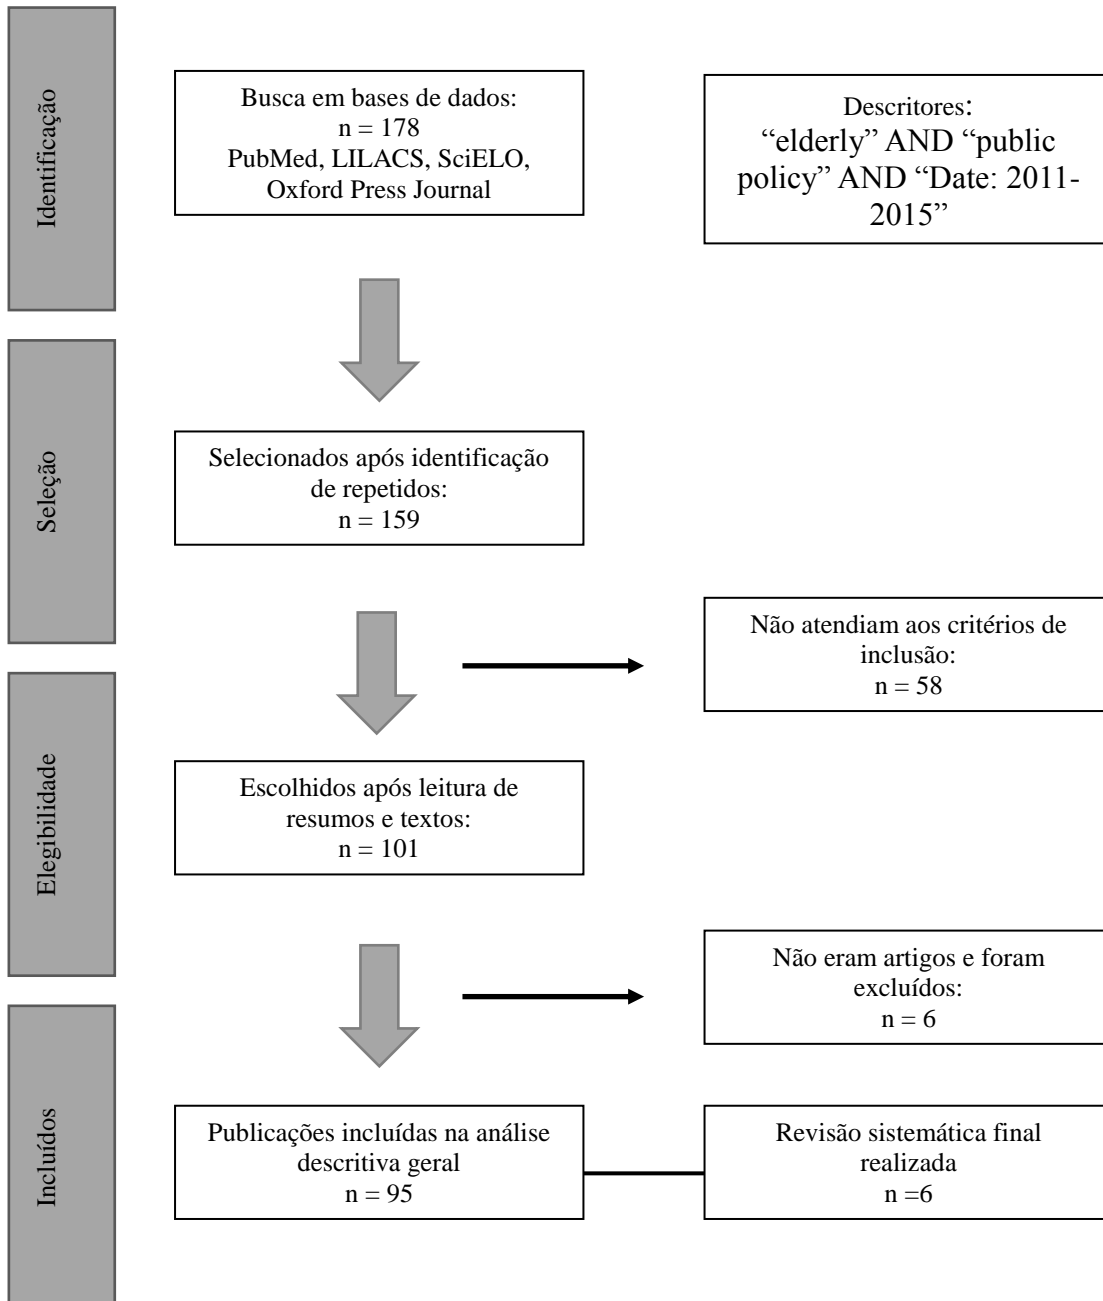 Identificação
Busca em bases de dados:
n = 178
PubMed, LILACS, SciELO,
Oxford Press Journal
Descritores:
“elderly” AND “public
policy” AND “Date: 2011-
2015”
Seleção
Selecionados após identificação
de repetidos:
n = 159
Não atendiam aos critérios de
inclusão:
n = 58
Elegibilidade
Escolhidos após leitura de
resumos e textos:
n = 101
Não eram artigos e foram
excluídos:
n = 6
Incluídos
Publicações incluídas na análise
descritiva geral
n = 95
Revisão sistemática final
realizada
n =6